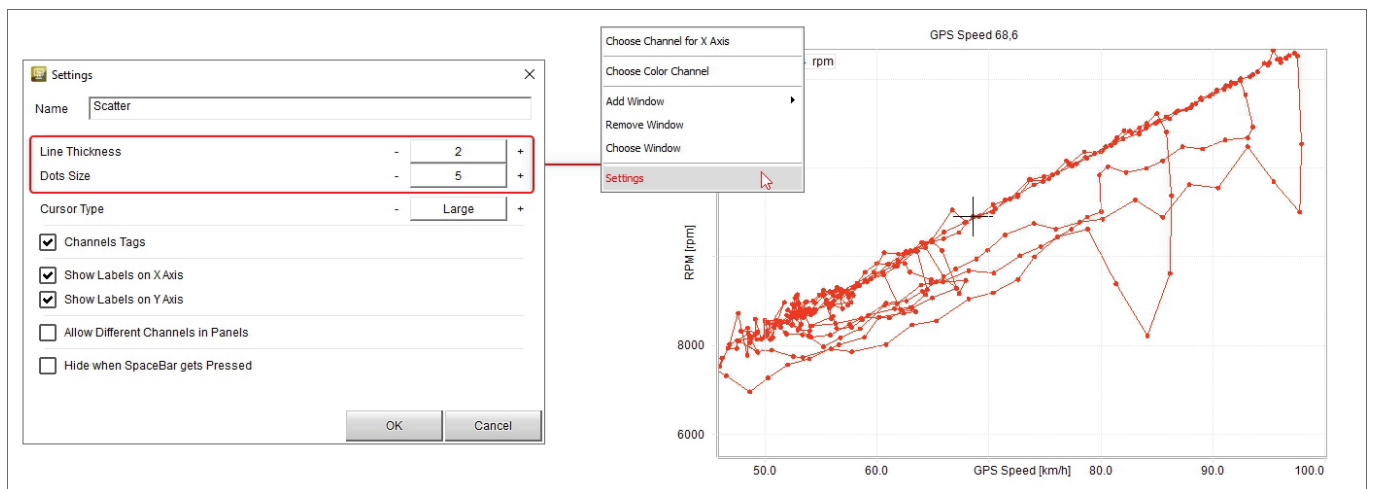 Settings
Name Scatter
Line Thickness - 2 +
Dots Size - 5 +
Cursor Type - Large +
Channels Tags
Show Labels on X Axis
Show Labels on Y Axis
Allow Different Channels in Panels
Hide when SpaceBar gets Pressed
OK Cancel
Choose Channel for X Axis
Choose Color Channel
Add Window
Remove Window
Choose Window
Settings
GPS Speed 68,6
rpm
RPM [rpm]
8000
6000
50.0 60.0 GPS Speed [km/h] 80.0 90.0 100.0